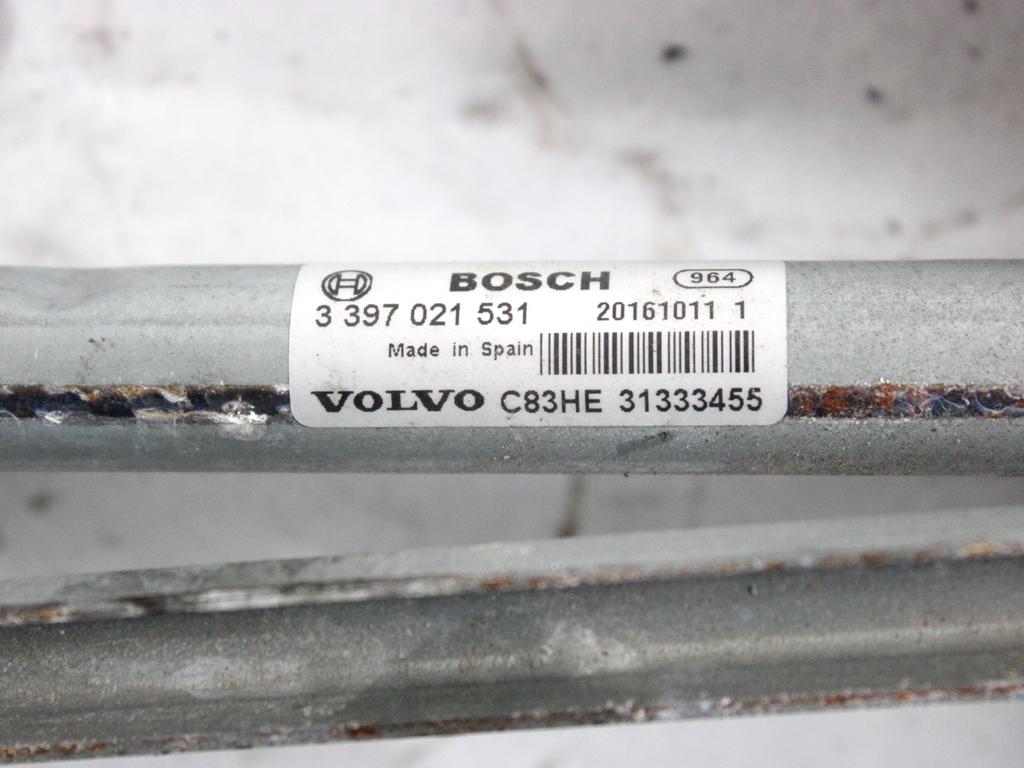 BOSCH 964
3 397 021 531 20161011 1
Made in Spain
VOLVO C83HE 31333455